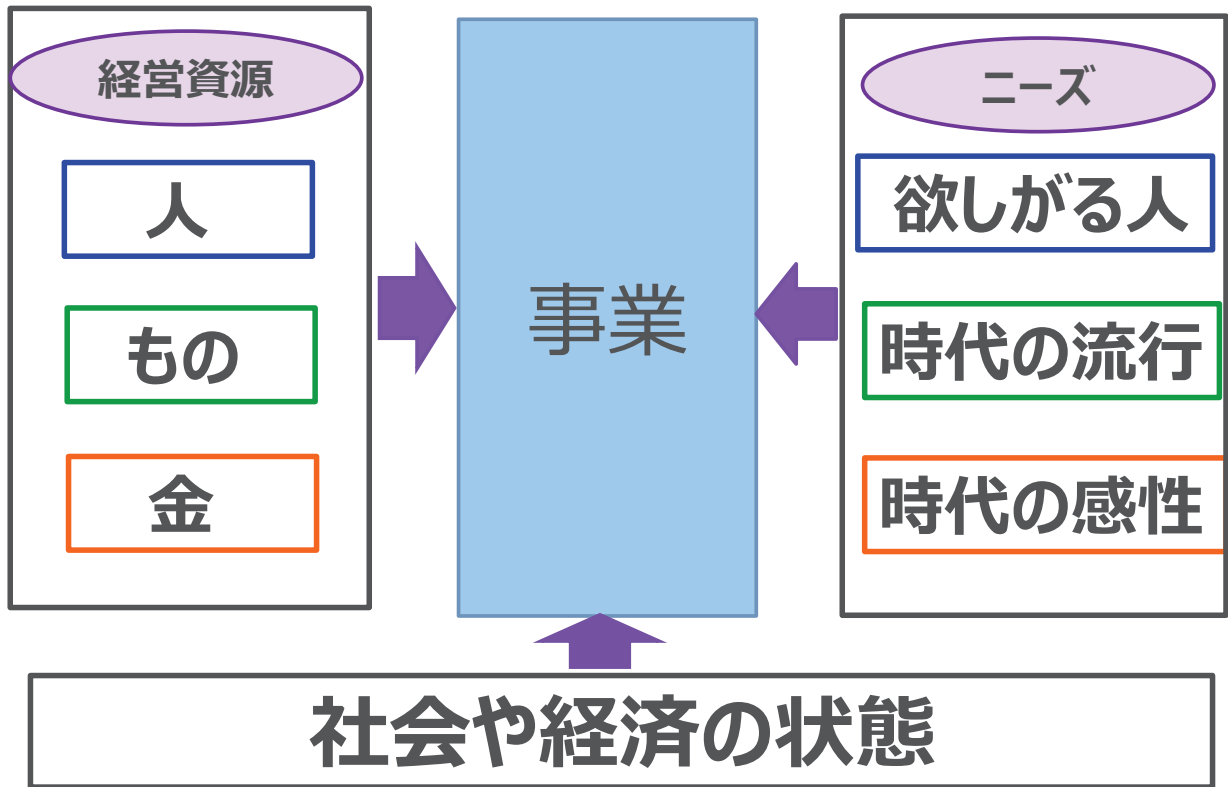 経営資源
人
もの
金
事業
ニーズ
欲しがる人
時代の流行
時代の感性
社会や経済の状態